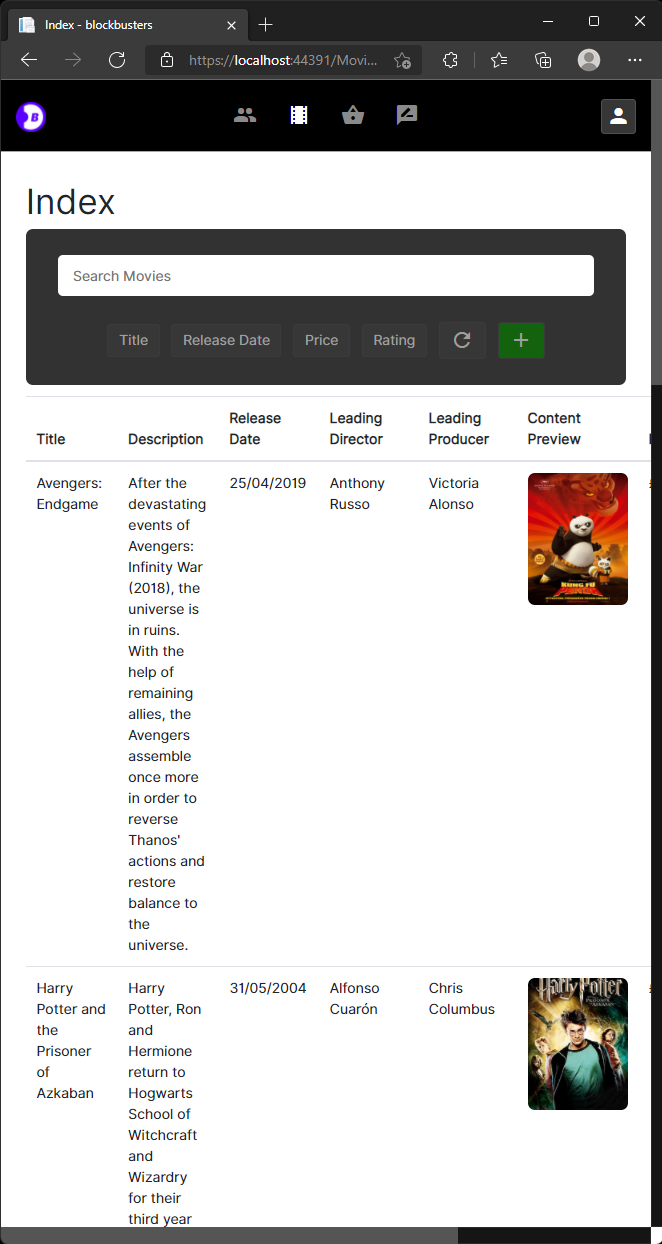 Index - blockbusters
https://localhost:44391/Movi...
B
Index
Search Movies
Title Release Date Price Rating
Title Description Release Date Leading Director Leading Producer Content Preview
Avengers: Endgame
After the
devastating
events of
Avengers:
Infinity War
(2018), the
universe is
in ruins.
With the
help of
remaining
allies, the
Avengers
assemble
once more
in order to
reverse
Thanos'
actions and
restore
balance to
the
universe.
25/04/2019
Anthony
Russo
Victoria
Alonso
KUNG FU
PANDA
Harry
Potter and
the
Prisoner
of
Azkaban
Harry
Potter, Ron
and
Hermione
return to
Hogwarts
School of
Witchcraft
and
Wizardry
for their
third year
31/05/2004
Alfonso
Cuarón
Chris
Columbus
Harry Potter